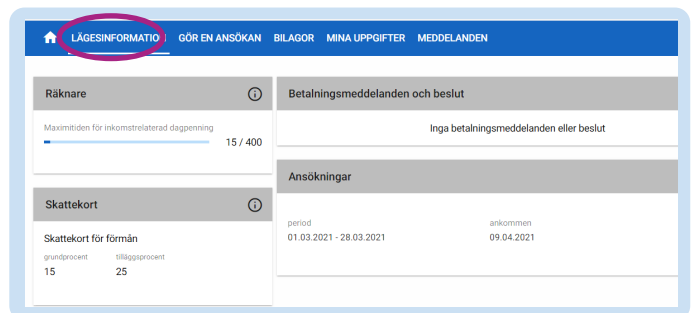 LÄGESINFORMATION GÖR EN ANSÖKAN BILAGOR MINA UPPGIFTER MEDDELANDEN
Räknare
Maximitiden för inkomstrelaterad dagpenning
15 / 400
Skattekort
Skattekort för förmån
grundprocent tilläggsprocent
15 25
Betalningsmeddelanden och beslut
Inga betalningsmeddelanden eller beslut
Ansökningar
period ankommen
01.03.2021 - 28.03.2021 09.04.2021